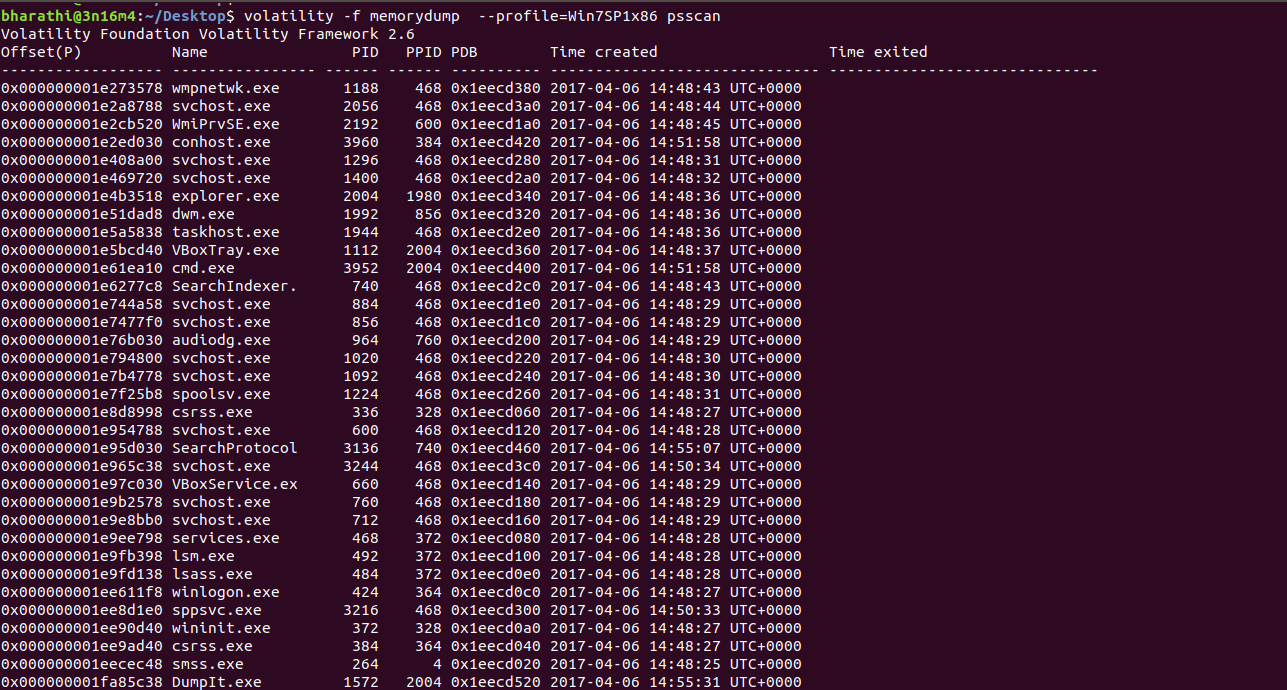 bharathi@3n16m4:~/Desktop$ volatility -f memorydump  --profile=Win7SP1x86 psscan
Volatility Foundation Volatility Framework 2.6
Offset(P)          Name                PID   PPID PDB        Time created                   Time exited
------------------ ---------------- ------ ------ ---------- ------------------------------ ------------------------------
0x000000001e273578 wmpnetwk.exe       1188    468 0x1eecd380 2017-04-06 14:48:43 UTC+0000
0x000000001e2a8788 svchost.exe        2056    468 0x1eecd3a0 2017-04-06 14:48:44 UTC+0000
0x000000001e2cb520 WmiPrvSE.exe       2192    600 0x1eecd1a0 2017-04-06 14:48:45 UTC+0000
0x000000001e2ed030 conhost.exe        3960    384 0x1eecd420 2017-04-06 14:51:58 UTC+0000
0x000000001e408a00 svchost.exe        1296    468 0x1eecd280 2017-04-06 14:48:31 UTC+0000
0x000000001e469720 svchost.exe        1400    468 0x1eecd2a0 2017-04-06 14:48:32 UTC+0000
0x000000001e4b3518 explorer.exe       2004   1980 0x1eecd340 2017-04-06 14:48:36 UTC+0000
0x000000001e51dad8 dwm.exe            1992    856 0x1eecd320 2017-04-06 14:48:36 UTC+0000
0x000000001e5a5838 taskhost.exe       1944    468 0x1eecd2e0 2017-04-06 14:48:36 UTC+0000
0x000000001e5bcd40 VBoxTray.exe       1112   2004 0x1eecd360 2017-04-06 14:48:37 UTC+0000
0x000000001e61ea10 cmd.exe            3952   2004 0x1eecd400 2017-04-06 14:51:58 UTC+0000
0x000000001e6277c8 SearchIndexer.      740    468 0x1eecd2c0 2017-04-06 14:48:43 UTC+0000
0x000000001e744a58 svchost.exe         884    468 0x1eecd1e0 2017-04-06 14:48:29 UTC+0000
0x000000001e7477f0 svchost.exe         856    468 0x1eecd1c0 2017-04-06 14:48:29 UTC+0000
0x000000001e76b030 audiodg.exe         964    760 0x1eecd200 2017-04-06 14:48:29 UTC+0000
0x000000001e794800 svchost.exe        1020    468 0x1eecd220 2017-04-06 14:48:30 UTC+0000
0x000000001e7b4778 svchost.exe        1092    468 0x1eecd240 2017-04-06 14:48:30 UTC+0000
0x000000001e7f25b8 spoolsv.exe        1224    468 0x1eecd260 2017-04-06 14:48:31 UTC+0000
0x000000001e8d8998 csrss.exe           336    328 0x1eecd060 2017-04-06 14:48:27 UTC+0000
0x000000001e954788 svchost.exe         600    468 0x1eecd120 2017-04-06 14:48:28 UTC+0000
0x000000001e95d030 SearchProtocol     3136    740 0x1eecd460 2017-04-06 14:55:07 UTC+0000
0x000000001e965c38 svchost.exe        3244    468 0x1eecd3c0 2017-04-06 14:50:34 UTC+0000
0x000000001e97c030 VBoxService.ex      660    468 0x1eecd140 2017-04-06 14:48:29 UTC+0000
0x000000001e9b2578 svchost.exe         760    468 0x1eecd180 2017-04-06 14:48:29 UTC+0000
0x000000001e9e8bb0 svchost.exe         712    468 0x1eecd160 2017-04-06 14:48:29 UTC+0000
0x000000001e9ee798 services.exe        468    372 0x1eecd080 2017-04-06 14:48:28 UTC+0000
0x000000001e9fb398 lsm.exe             492    372 0x1eecd100 2017-04-06 14:48:28 UTC+0000
0x000000001e9fd138 lsass.exe           484    372 0x1eecd0e0 2017-04-06 14:48:28 UTC+0000
0x000000001ee611f8 winlogon.exe        424    364 0x1eecd0c0 2017-04-06 14:48:27 UTC+0000
0x000000001ee8d1e0 sppsvc.exe         3216    468 0x1eecd300 2017-04-06 14:50:33 UTC+0000
0x000000001ee90d40 wininit.exe         372    328 0x1eecd0a0 2017-04-06 14:48:27 UTC+0000
0x000000001ee9ad40 csrss.exe           384    364 0x1eecd040 2017-04-06 14:48:27 UTC+0000
0x000000001eecec48 smss.exe            264      4 0x1eecd020 2017-04-06 14:48:25 UTC+0000
0x000000001fa85c38 DumpIt.exe         1572   2004 0x1eecd520 2017-04-06 14:55:31 UTC+0000